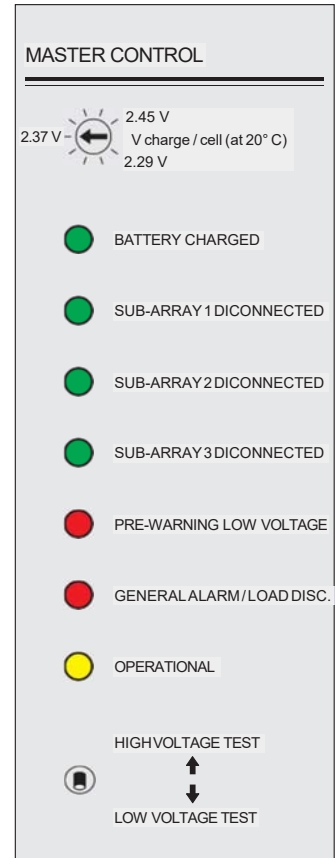 MASTER CONTROL
2.45 V
2.37 V
V charge / cell (at 20° C)
2.29 V
BATTERY CHARGED
SUB-ARRAY 1 DICONNECTED
SUB-ARRAY 2 DICONNECTED
SUB-ARRAY 3 DICONNECTED
PRE-WARNING LOW VOLTAGE
GENERAL ALARM / LOAD DISC.
OPERATIONAL
HIGH VOLTAGE TEST
LOW VOLTAGE TEST